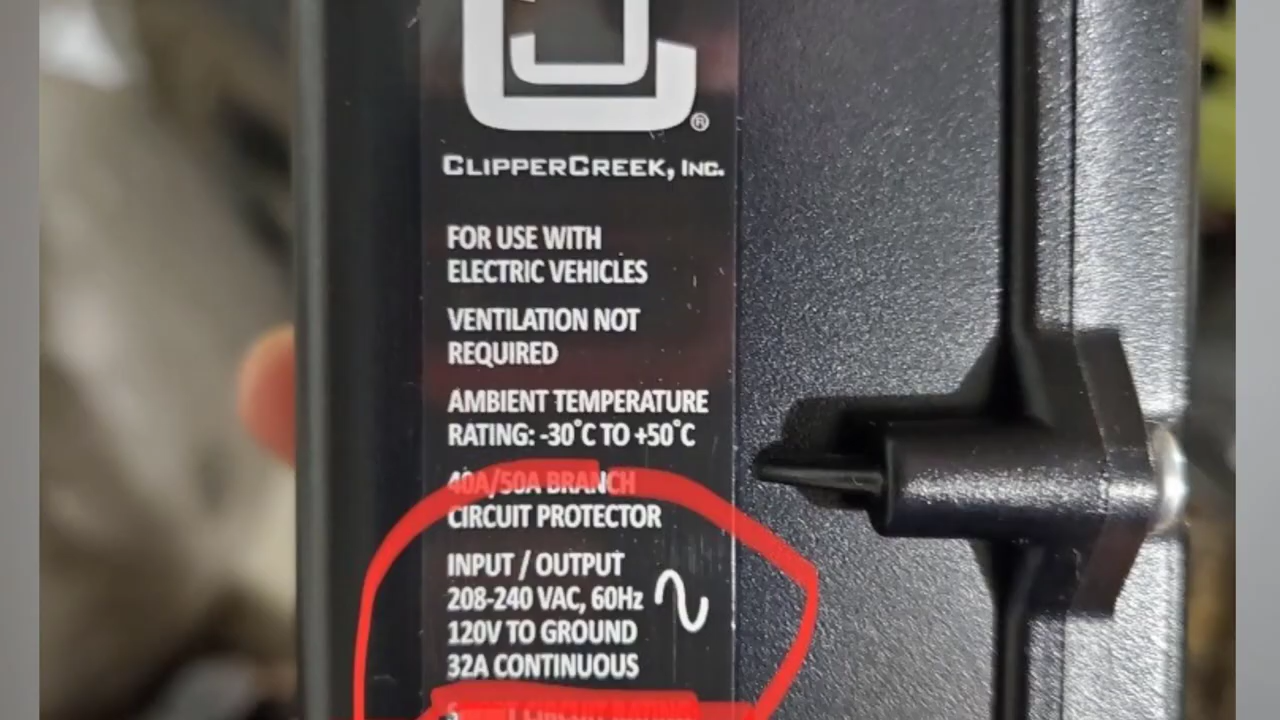 ®
CLIPPERCREEK, INC.
FOR USE WITH
ELECTRIC VEHICLES
VENTILATION NOT
REQUIRED
AMBIENT TEMPERATURE
RATING: -30˚C TO +50˚C
40A/50A BRANCH
CIRCUIT PROTECTOR
INPUT / OUTPUT
208-240 VAC, 60Hz
120V TO GROUND
32A CONTINUOUS